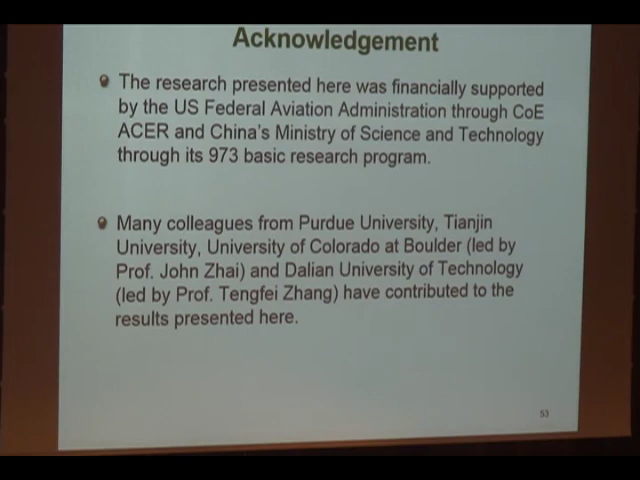 Acknowledgement
The research presented here was financially supported
by the US Federal Aviation Administration through CoE
ACER and China's Ministry of Science and Technology
through its 973 basic research program.
Many colleagues from Purdue University, Tianjin
University, University of Colorado at Boulder (led by
Prof. John Zhai) and Dalian University of Technology
(led by Prof. Tengfei Zhang) have contributed to the
results presented here.
53